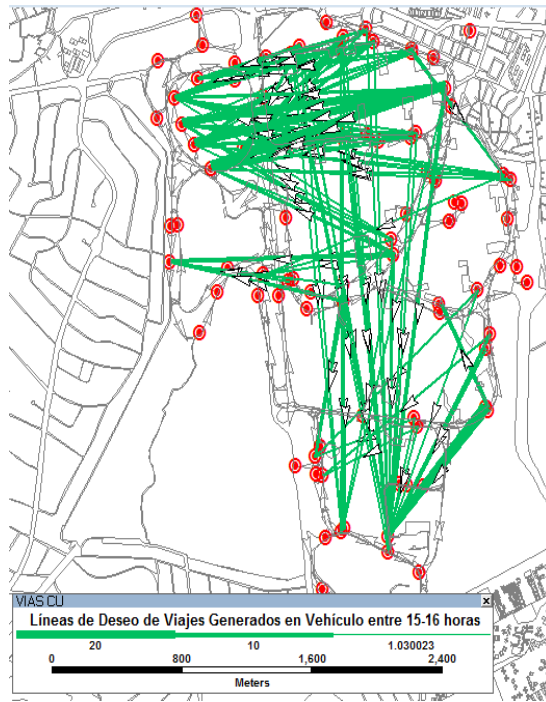 VIAS CU
Líneas de Deseo de Viajes Generados en Vehículo entre 15-16 horas
20 10 1.030023
0 800 1,600 2,400
Meters